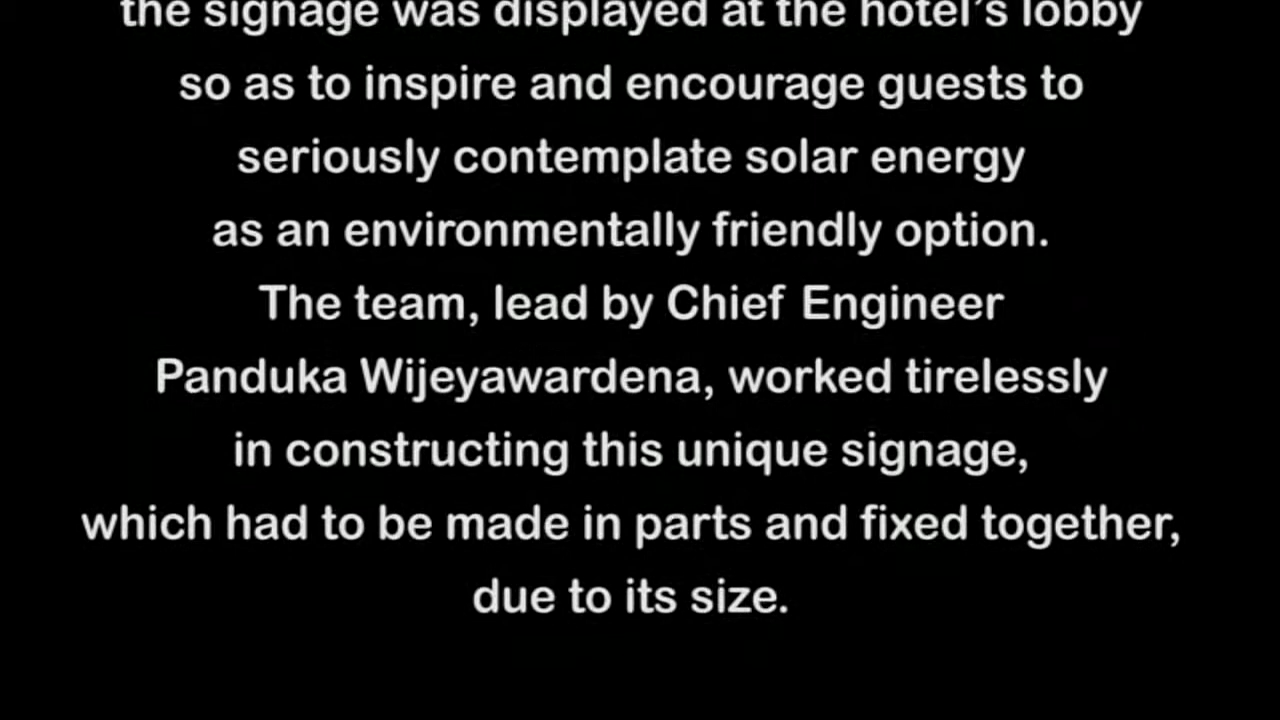 the signage was displayed at the hotel's lobby
so as to inspire and encourage guests to
seriously contemplate solar energy
as an environmentally friendly option.
The team, lead by Chief Engineer
Panduka Wijeyawardena, worked tirelessly
in constructing this unique signage,
which had to be made in parts and fixed together,
due to its size.